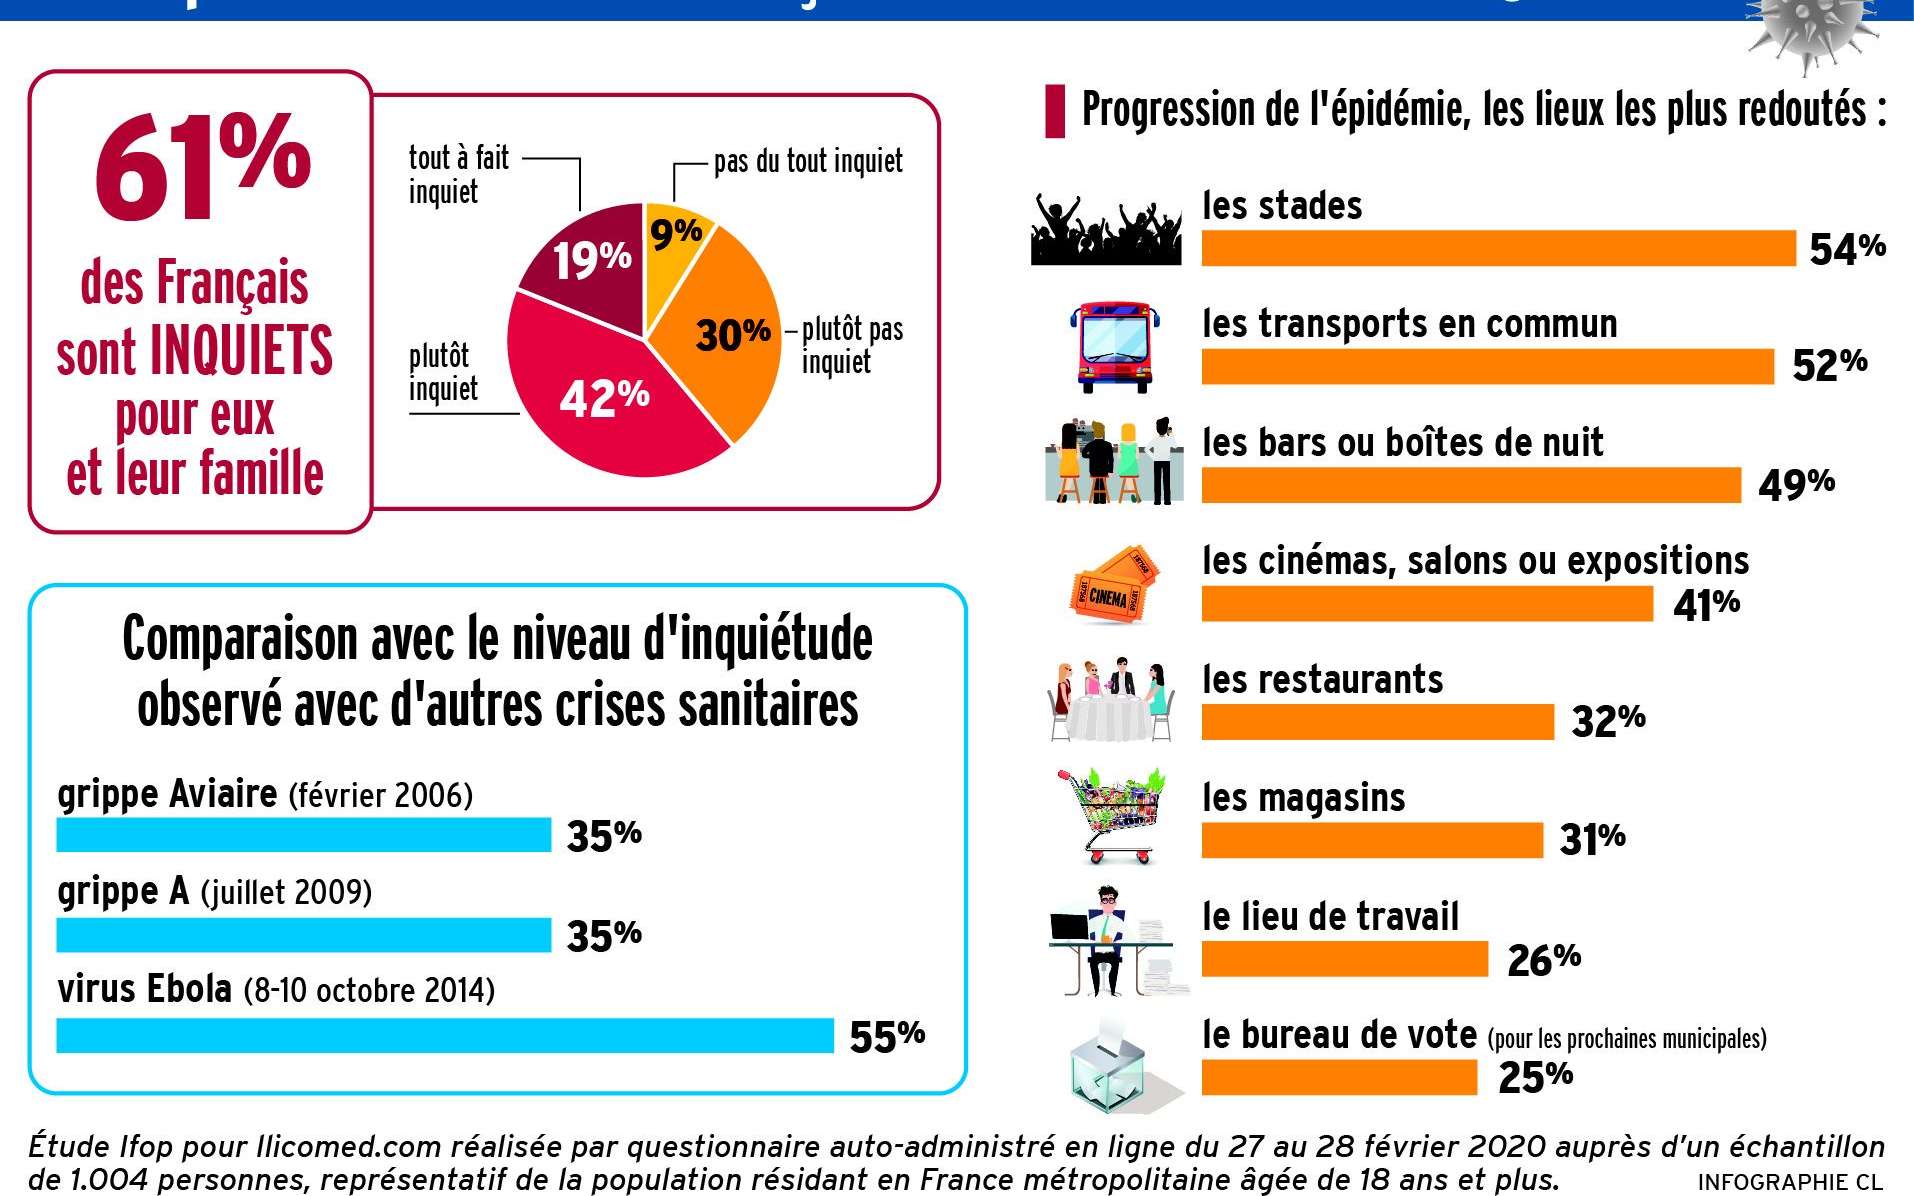 61%
des Français
sont INQUIETS
pour eux
et leur famille
tout à fait
inquiet
pas du tout inquiet
19%
9%
30%
plutôt pas
inquiet
plutôt
inquiet
42%
Comparaison avec le niveau d'inquiétude
observé avec d'autres crises sanitaires
grippe Aviaire (février 2006)
35%
grippe A (juillet 2009)
35%
virus Ebola (8-10 octobre 2014)
55%
Progression de l'épidémie, les lieux les plus redoutés :
les stades
54%
les transports en commun
52%
les bars ou boîtes de nuit
49%
les cinémas, salons ou expositions
CINEMA
187568
187568
187568
41%
les restaurants
32%
les magasins
31%
le lieu de travail
26%
le bureau de vote (pour les prochaines municipales)
25%
Étude Ifop pour Ilicomed.com réalisée par questionnaire auto-administré en ligne du 27 au 28 février 2020 auprès d'un échantillon
de 1.004 personnes, représentatif de la population résidant en France métropolitaine âgée de 18 ans et plus.
INFOGRAPHIE CL